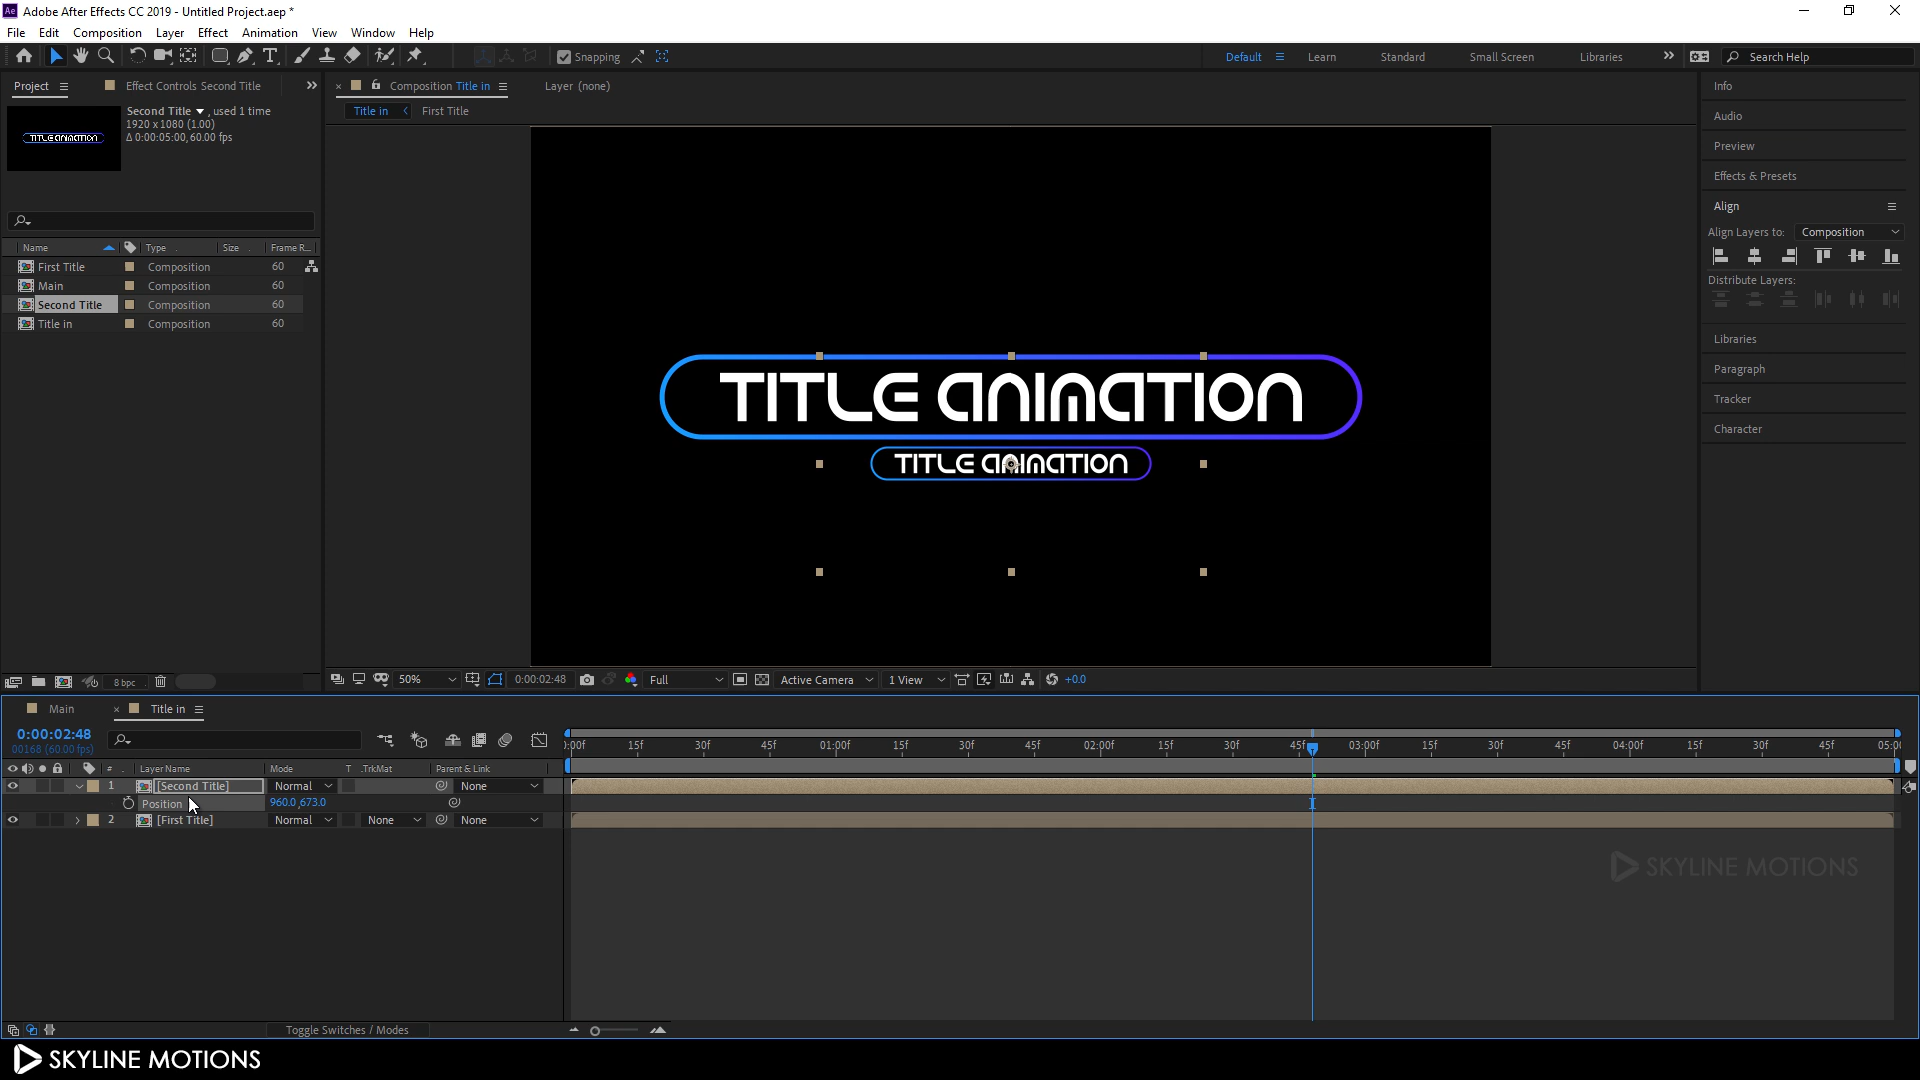 Ae Adobe After Effects CC 2019 - Untitled Project.aep *
File Edit Composition Layer Effect Animation View Window Help
Snapping
Default Learn Standard Small Screen Libraries Search Help
Project Effect Controls Second Title
Second Title , used 1 time
1920 x 1080 (1.00)
Δ 0:00:05:00, 60.00 fps
TITLE ANIMATION
Name Type Size Frame R...
First Title Composition 60
Main Composition 60
Second Title Composition 60
Title in Composition 60
8 bpc
Composition Title in Layer (none)
Title in First Title
TITLE ANIMATION
TITLE ANIMATION
50% 0:00:02:48 Full Active Camera 1 View +0.0
Info
Audio
Preview
Effects & Presets
Align
Align Layers to: Composition
Distribute Layers:
Libraries
Paragraph
Tracker
Character
Main Title in
0:00:02:48
00168 (60.00 fps)
):00f 15f 30f 45f 01:00f 15f 30f 45f 02:00f 15f 30f 45f 03:00f 15f 30f 45f 04:00f 15f 30f 45f 05:0(
# . Layer Name Mode T .TrkMat Parent & Link
1 [Second Title] Normal None
Position 960.0,673.0
2 [First Title] Normal None None
SKYLINE MOTIONS
Toggle Switches / Modes
SKYLINE MOTIONS